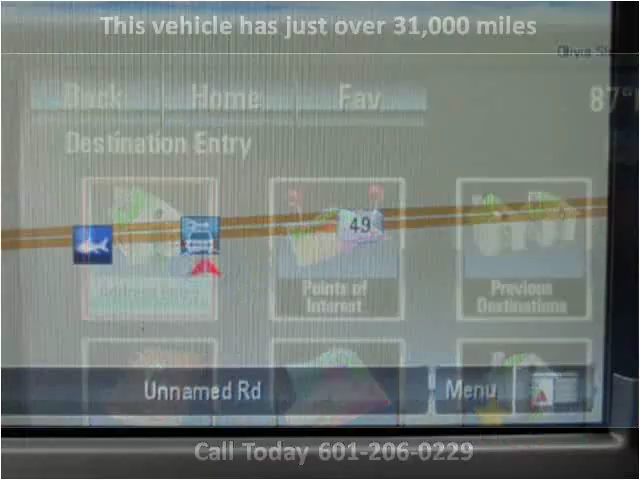 This vehicle has just over 31,000 miles
Back Home Fav 87°
Destination Entry
49
Points of Interest
Previous Destinations
Unnamed Rd Menu
Call Today 601-206-0229